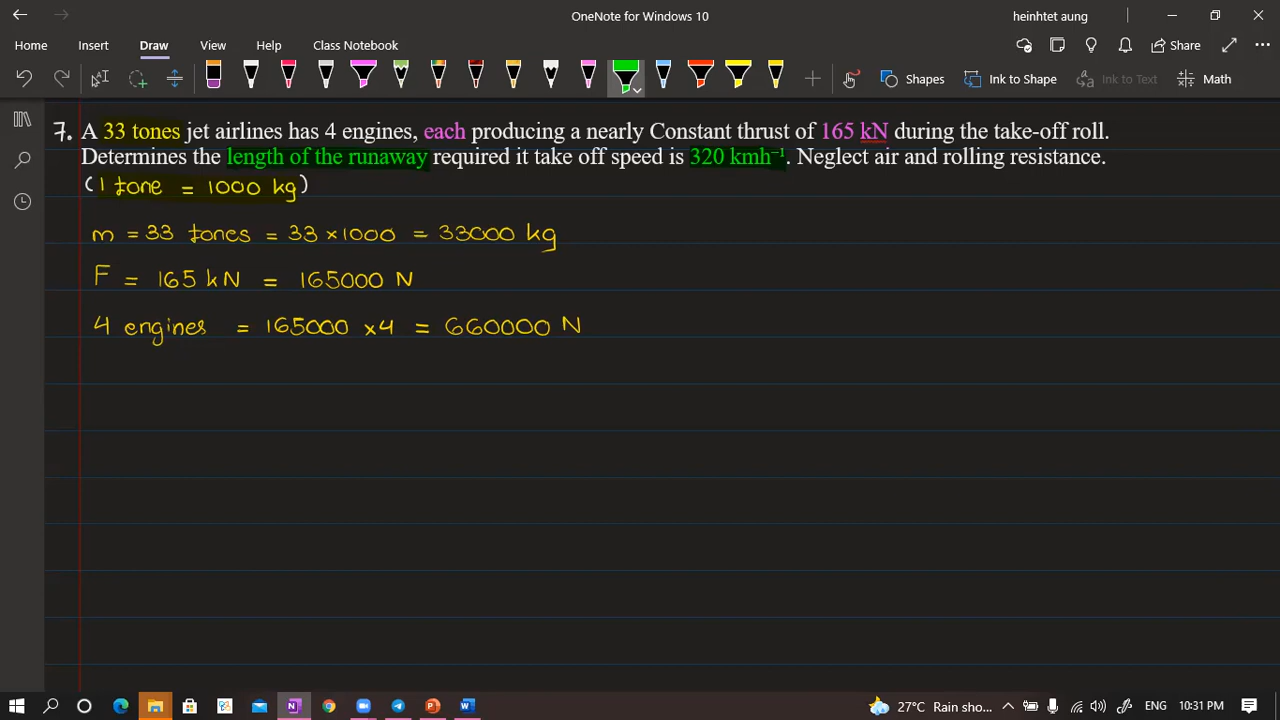 OneNote for Windows 10
heinhtet aung
Home Insert Draw View Help Class Notebook
Share
Shapes Ink to Shape Ink to Text Math
7. A 33 tones jet airlines has 4 engines, each producing a nearly Constant thrust of 165 kN during the take-off roll.
Determines the length of the runaway required it take off speed is 320 kmh⁻¹. Neglect air and rolling resistance.
(1 tone = 1000 kg)
m = 33 tones = 33 ×1000 = 33000 kg
F = 165 kN = 165000 N
4 engines = 165000 ×4 = 660000 N
27°C Rain sho... ENG 10:31 PM